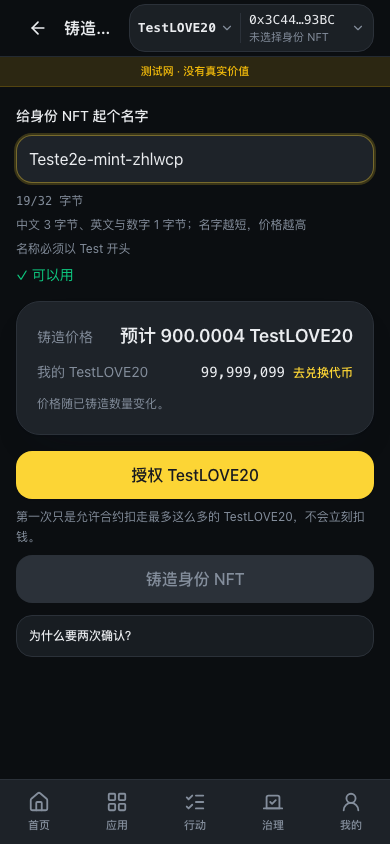 铸造...
TestLOVE20
0x3C44…93BC
未选择身份 NFT
测试网 · 没有真实价值
给身份 NFT 起个名字
Teste2e-mint-zhlwcp
19/32 字节
中文 3 字节、英文与数字 1 字节；名字越短，价格越高
名称必须以 Test 开头
✓ 可以用
铸造价格 预计 900.0004 TestLOVE20
我的 TestLOVE20 99,999,099 去兑换代币
价格随已铸造数量变化。
授权 TestLOVE20
第一次只是允许合约扣走最多这么多的 TestLOVE20，不会立刻扣
钱。
铸造身份 NFT
为什么要两次确认？
首页 应用 行动 治理 我的